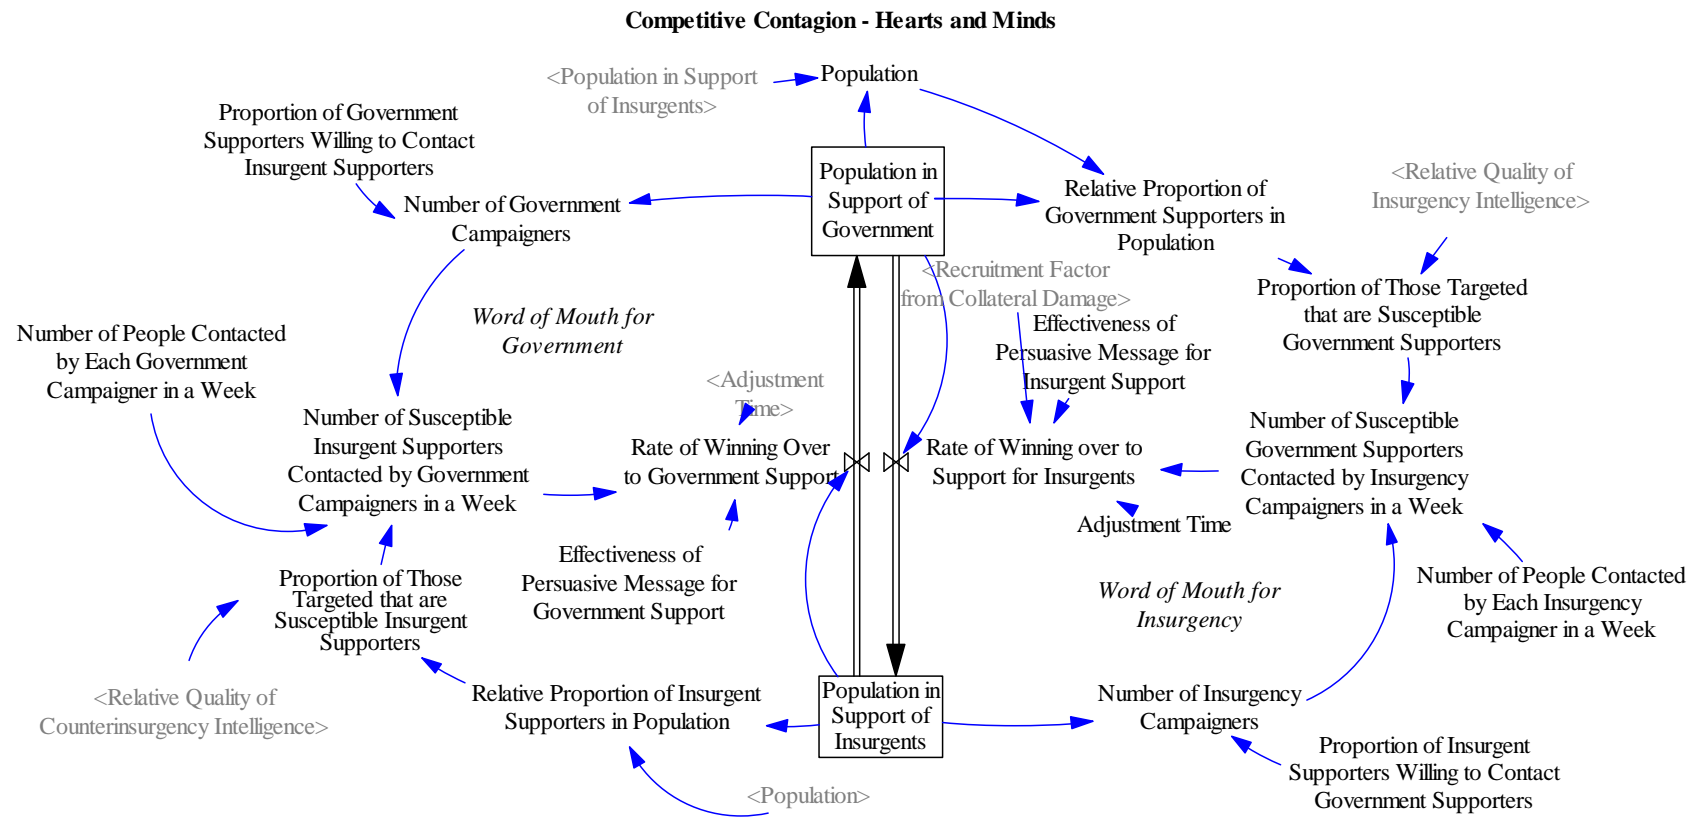 Competitive Contagion - Hearts and Minds
<Population in Support
of Insurgents>
Population
Proportion of Government
Supporters Willing to Contact
Insurgent Supporters
Population in
Support of
Government
Relative Proportion of
Government Supporters in
Population
<Relative Quality of
Insurgency Intelligence>
Number of Government
Campaigners
<Recruitment Factor
from Collateral Damage>
Proportion of Those Targeted
that are Susceptible
Government Supporters
Word of Mouth for
Government
Effectiveness of
Persuasive Message for
Insurgent Support
Number of People Contacted
by Each Government
Campaigner in a Week
<Adjustment
Time>
Number of Susceptible
Insurgent Supporters
Contacted by Government
Campaigners in a Week
Rate of Winning Over
to Government Support
Rate of Winning over to
Support for Insurgents
Number of Susceptible
Government Supporters
Contacted by Insurgency
Campaigners in a Week
Adjustment Time
Effectiveness of
Persuasive Message for
Government Support
Proportion of Those
Targeted that are
Susceptible Insurgent
Supporters
Word of Mouth for
Insurgency
Number of People Contacted
by Each Insurgency
Campaigner in a Week
<Relative Quality of
Counterinsurgency Intelligence>
Relative Proportion of Insurgent
Supporters in Population
Population in
Support of
Insurgents
Number of Insurgency
Campaigners
Proportion of Insurgent
Supporters Willing to Contact
Government Supporters
<Population>